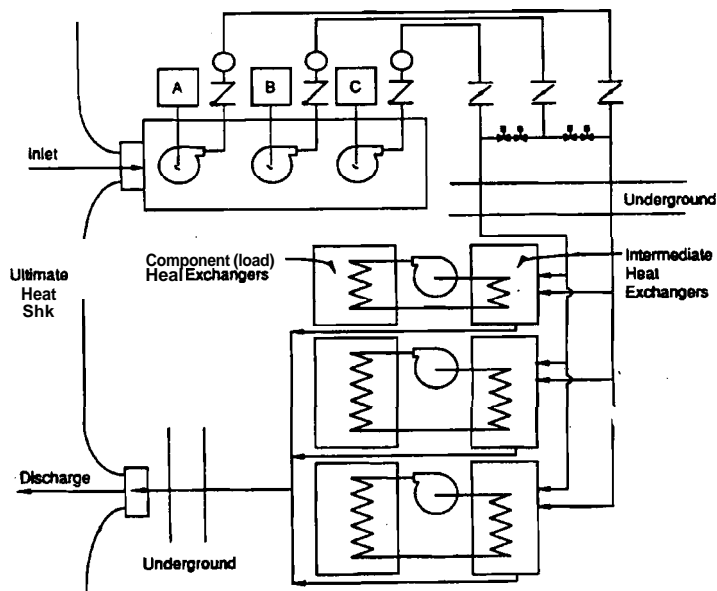 A
B
C
Inlet
Underground
Component (load)
Heal Exchangers
Intermediate
Heat
Exchangers
Ultimate
Heat
Shk
Discharge
Underground